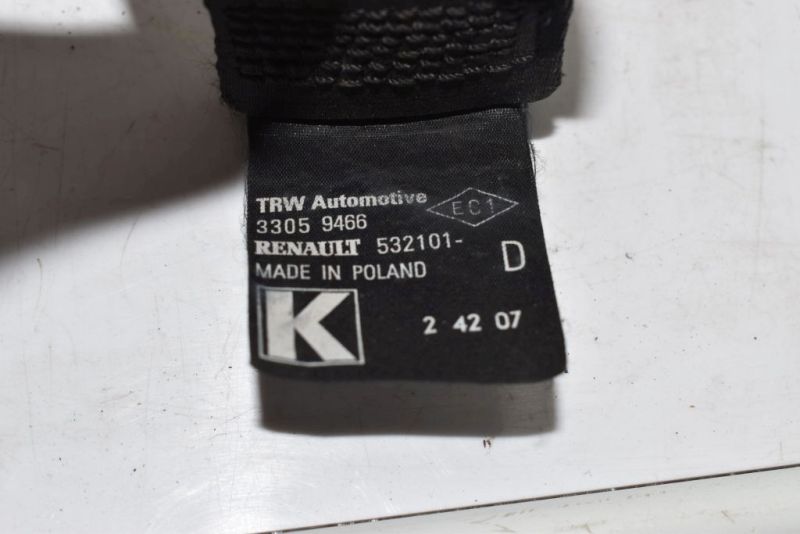 TRW Automotive
EC1
3305 9466
RENAULT 532101-
D
MADE IN POLAND
K
2 42 07